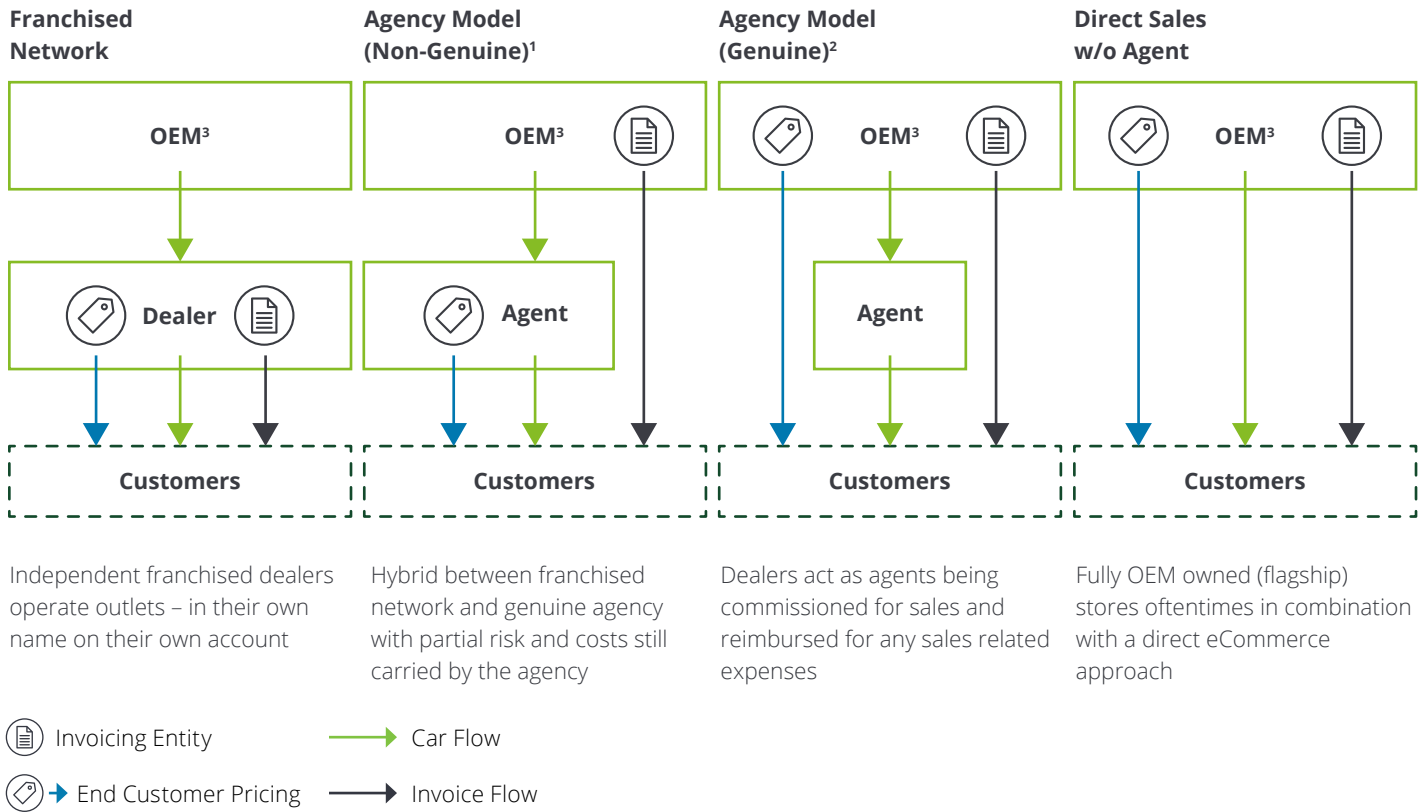 Franchised
Network
Agency Model
(Non-Genuine)¹
Agency Model
(Genuine)²
Direct Sales
w/o Agent
OEM³
OEM³
OEM³
OEM³
Dealer
Agent
Agent
Customers
Customers
Customers
Customers
Independent franchised dealers
operate outlets – in their own
name on their own account
Hybrid between franchised
network and genuine agency
with partial risk and costs still
carried by the agency
Dealers act as agents being
commissioned for sales and
reimbursed for any sales related
expenses
Fully OEM owned (flagship)
stores oftentimes in combination
with a direct eCommerce
approach
Invoicing Entity
Car Flow
End Customer Pricing
Invoice Flow